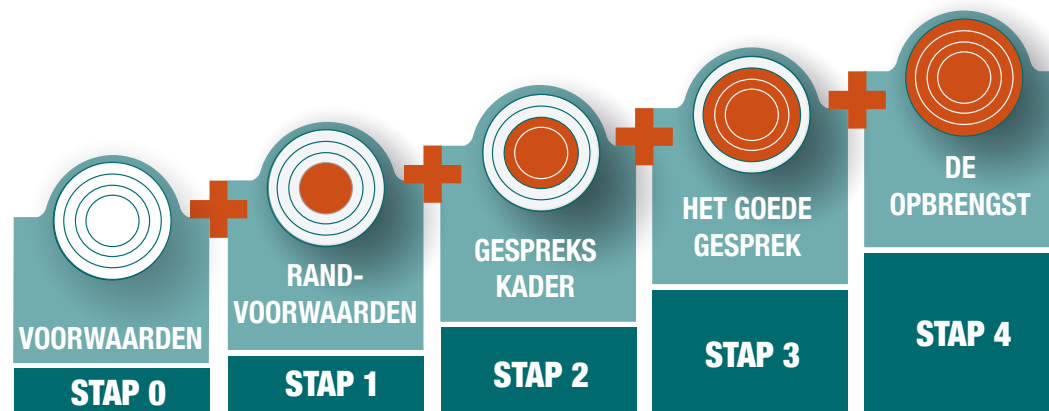 VOORWAARDEN
STAP 0
RAND-
VOORWAARDEN
STAP 1
GESPREKS
KADER
STAP 2
HET GOEDE
GESPREK
STAP 3
DE
OPBRENGST
STAP 4